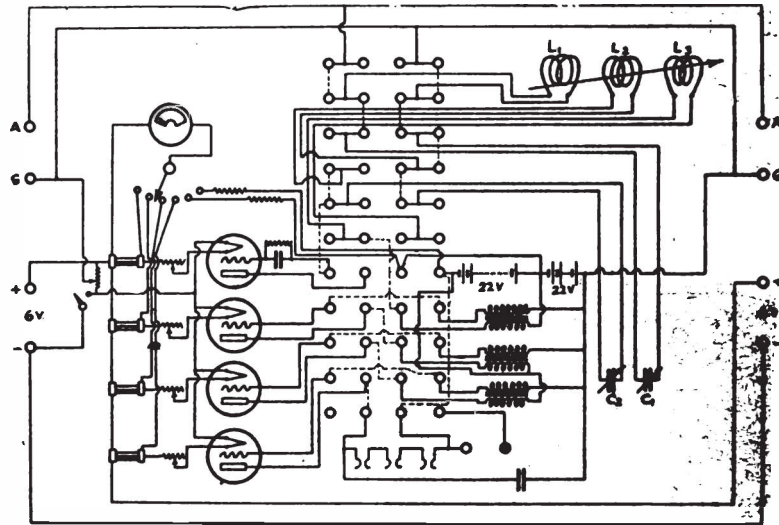 L₁ L₂ L₃
A A
G G
+ +
6V.
22V 22V
- -
C₂ C₁